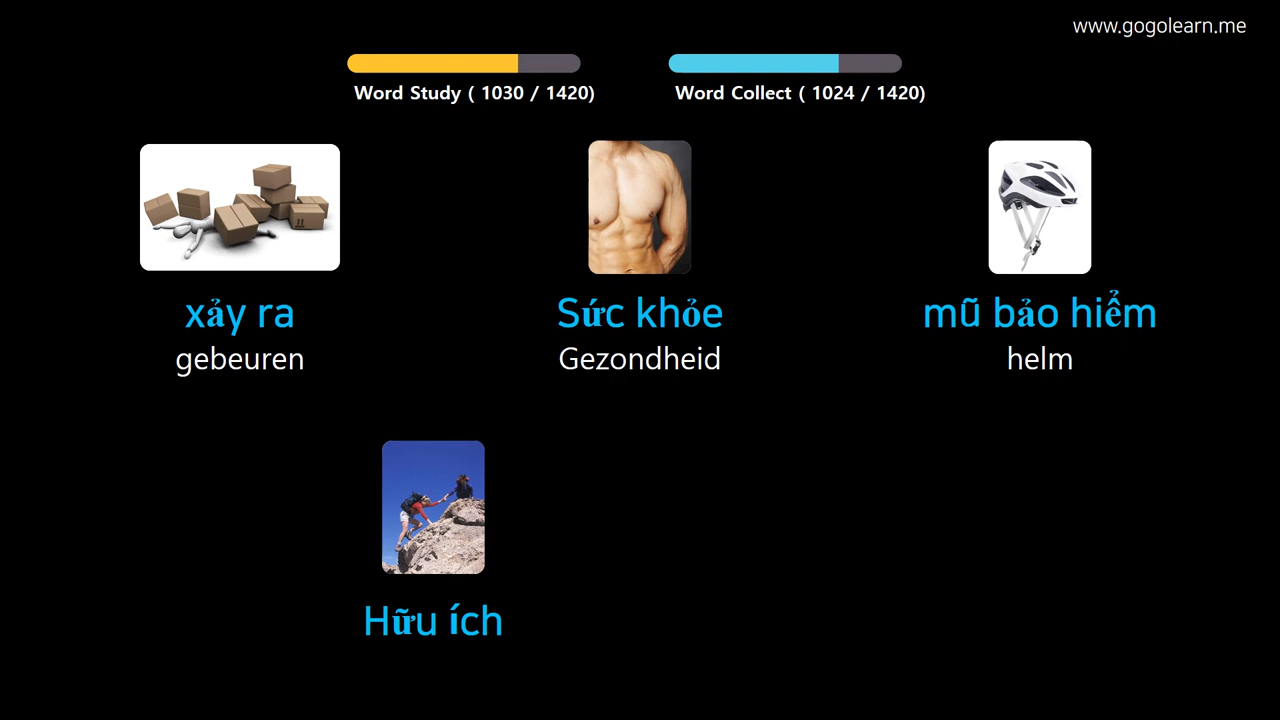 www.gogolearn.me
Word Study ( 1030 / 1420)
Word Collect ( 1024 / 1420)
xảy ra
gebeuren
Sức khỏe
Gezondheid
mũ bảo hiểm
helm
Hữu ích